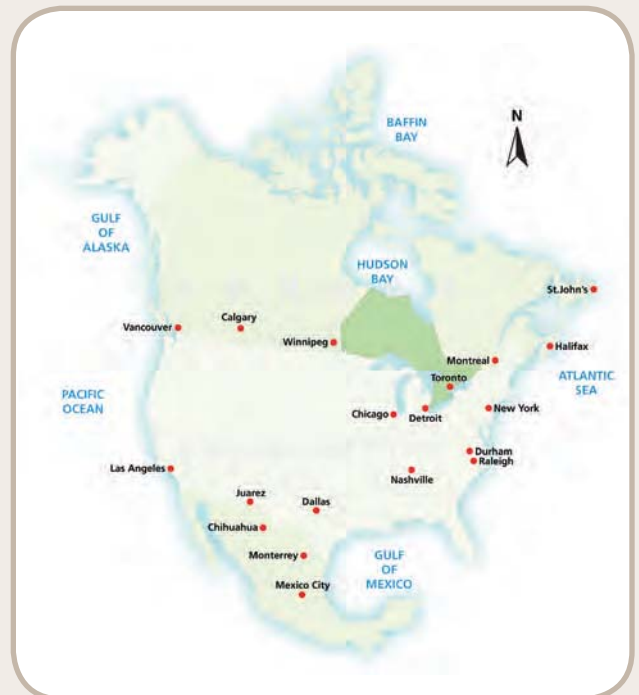 BAFFIN
BAY
N
GULF
OF
ALASKA
HUDSON
BAY
St.John's
Vancouver
Calgary
Winnipeg
Halifax
Montreal
Toronto
ATLANTIC
SEA
PACIFIC
OCEAN
Chicago
Detroit
New York
Durham
Raleigh
Las Angeles
Nashville
Juarez
Dallas
Chihuahua
Monterrey
GULF
OF
MEXICO
Mexico City